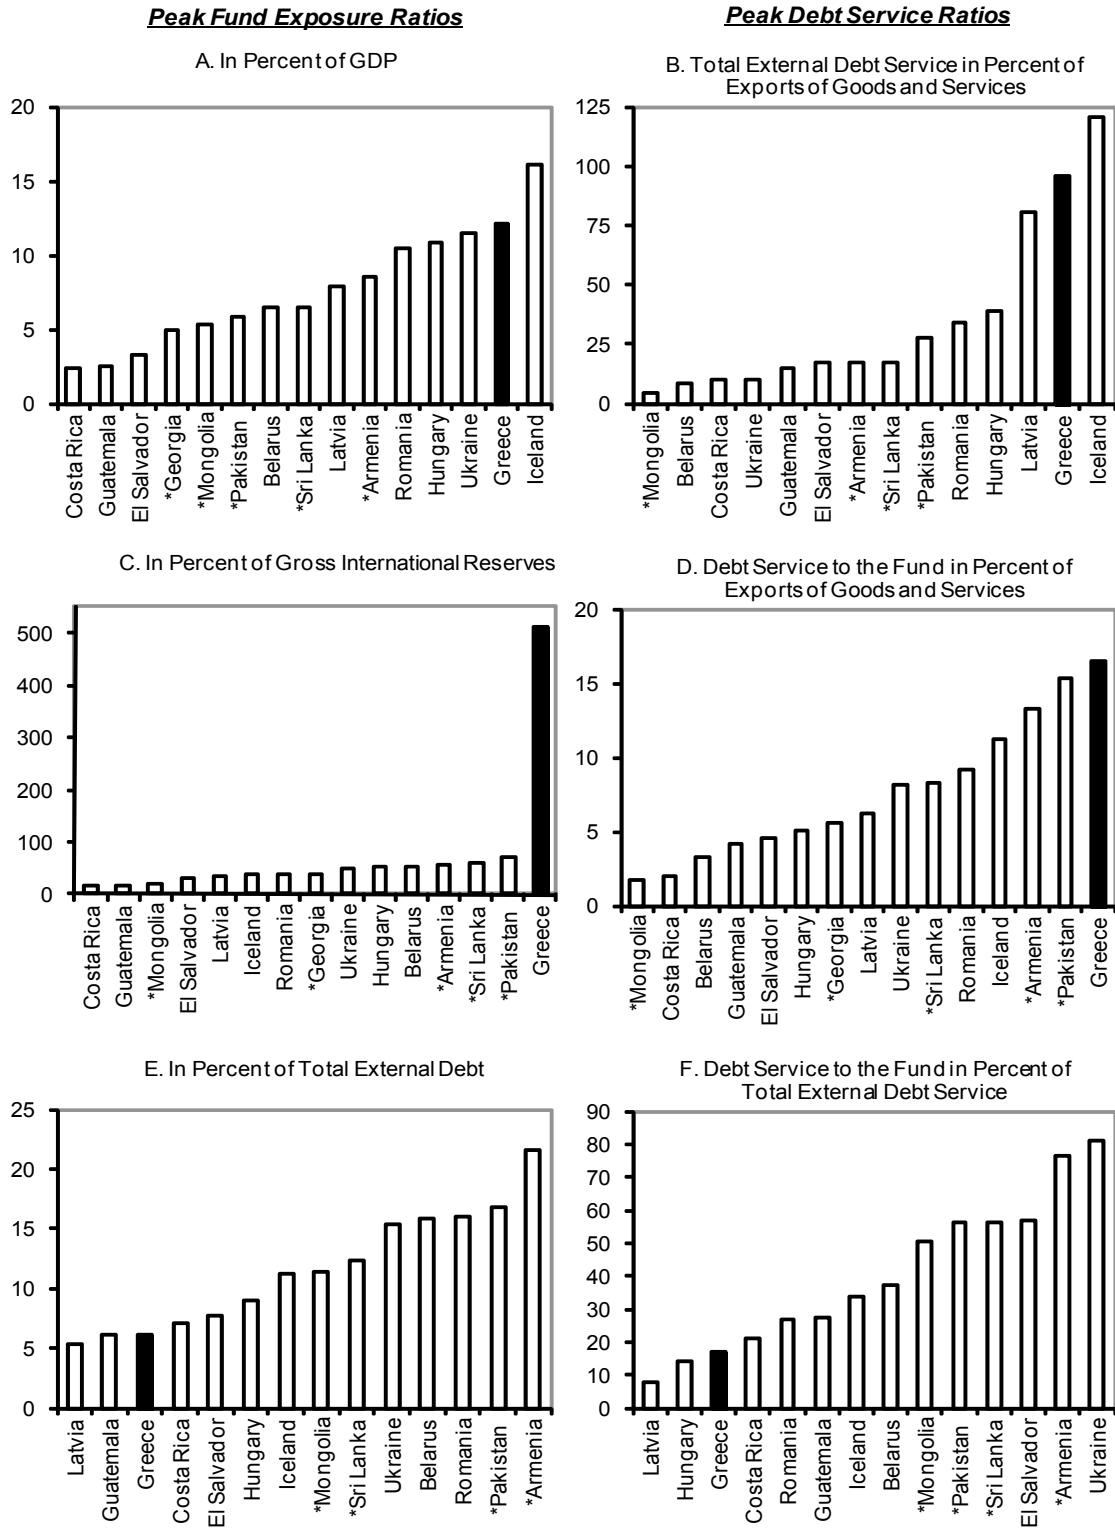 Peak Fund Exposure Ratios
Peak Debt Service Ratios
A. In Percent of GDP
B. Total External Debt Service in Percent of
Exports of Goods and Services
20
15
10
5
0
Costa Rica
Guatemala
El Salvador
*Georgia
*Mongolia
*Pakistan
Belarus
*Sri Lanka
Latvia
*Armenia
Romania
Hungary
Ukraine
Greece
Iceland
125
100
75
50
25
0
*Mongolia
Belarus
Costa Rica
Ukraine
Guatemala
El Salvador
*Armenia
*Sri Lanka
*Pakistan
Romania
Hungary
Latvia
Greece
Iceland
C. In Percent of Gross International Reserves
D. Debt Service to the Fund in Percent of
Exports of Goods and Services
500
400
300
200
100
0
Costa Rica
Guatemala
*Mongolia
El Salvador
Latvia
Iceland
Romania
*Georgia
Ukraine
Hungary
Belarus
*Armenia
*Sri Lanka
*Pakistan
Greece
20
15
10
5
0
*Mongolia
Costa Rica
Belarus
Guatemala
El Salvador
Hungary
*Georgia
Latvia
Ukraine
*Sri Lanka
Romania
Iceland
*Armenia
*Pakistan
Greece
E. In Percent of Total External Debt
F. Debt Service to the Fund in Percent of
Total External Debt Service
25
20
15
10
5
0
Latvia
Guatemala
Greece
Costa Rica
El Salvador
Hungary
Iceland
*Mongolia
*Sri Lanka
Ukraine
Belarus
Romania
*Pakistan
*Armenia
90
80
70
60
50
40
30
20
10
0
Latvia
Hungary
Greece
Costa Rica
Romania
Guatemala
Iceland
Belarus
*Mongolia
*Pakistan
*Sri Lanka
El Salvador
*Armenia
Ukraine